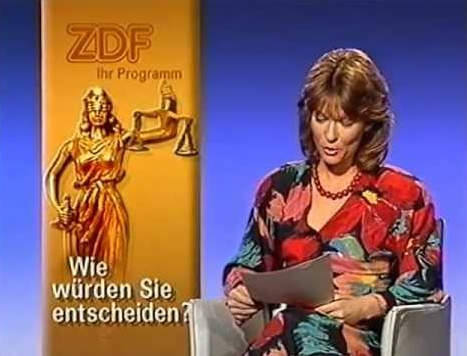 ZDF
Ihr Programm
Wie
würden Sie
entscheiden?